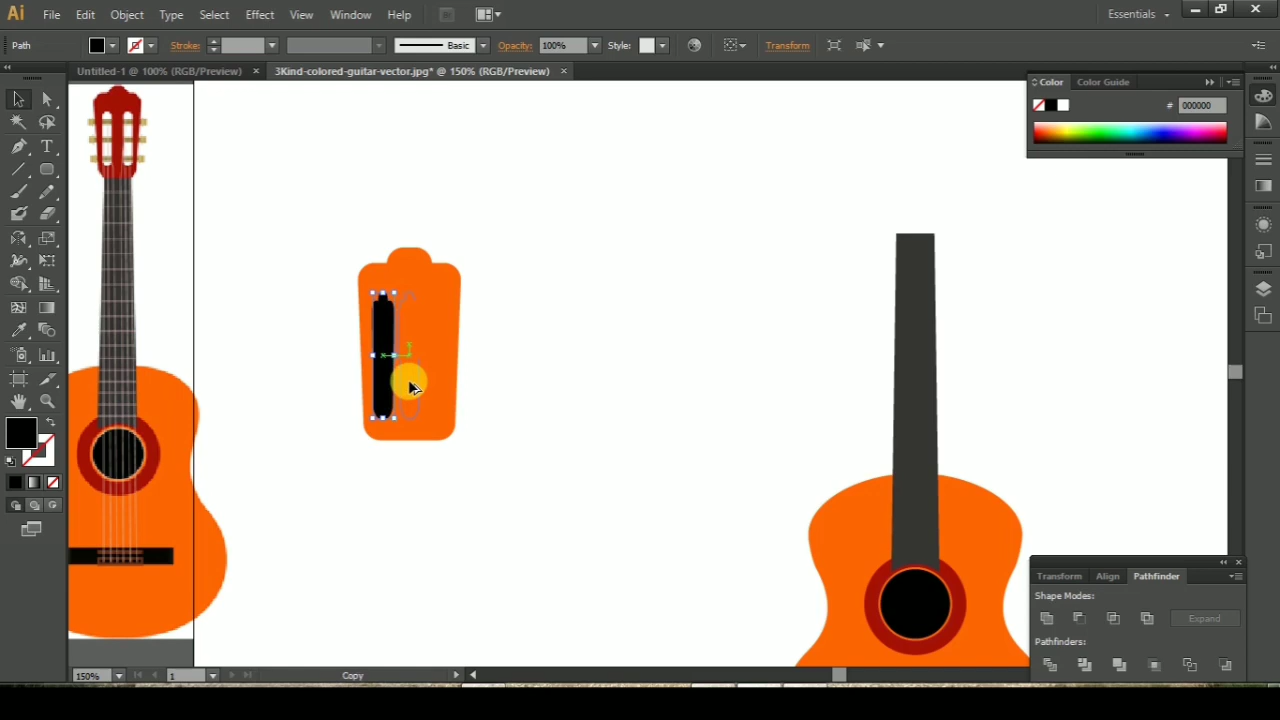 Ai File Edit Object Type Select Effect View Window Help Essentials
Path Stroke: Basic Opacity: 100% Style: Transform
Untitled-1 @ 100% (RGB/Preview) × 3Kind-colored-guitar-vector.jpg* @ 150% (RGB/Preview) ×
Color Color Guide
# 000000
T
Transform Align Pathfinder
Shape Modes:
Expand
Pathfinders:
150% 1 Copy